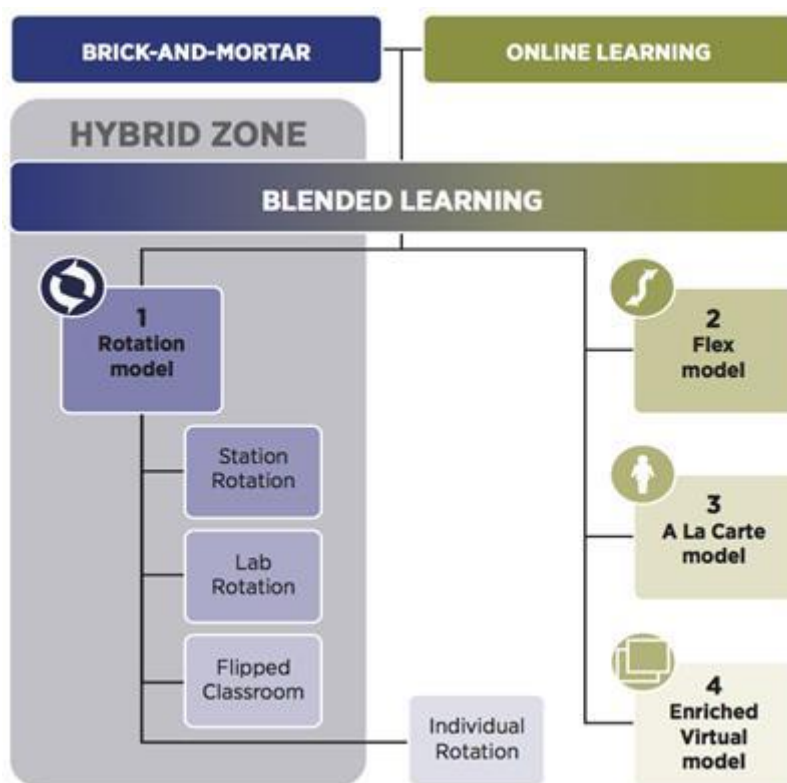 BRICK-AND-MORTAR
ONLINE LEARNING
HYBRID ZONE
BLENDED LEARNING
1
Rotation
model
Station
Rotation
Lab
Rotation
Flipped
Classroom
Individual
Rotation
2
Flex
model
3
A La Carte
model
4
Enriched
Virtual
model